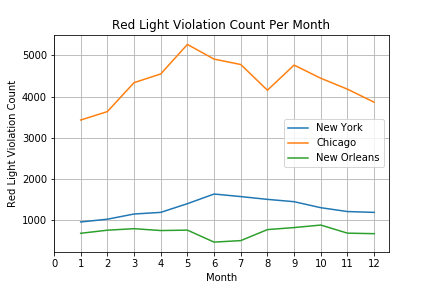 Red Light Violation Count Per Month
Red Light Violation Count
5000
4000
3000
2000
1000
New York
Chicago
New Orleans
0 1 2 3 4 5 6 7 8 9 10 11 12
Month